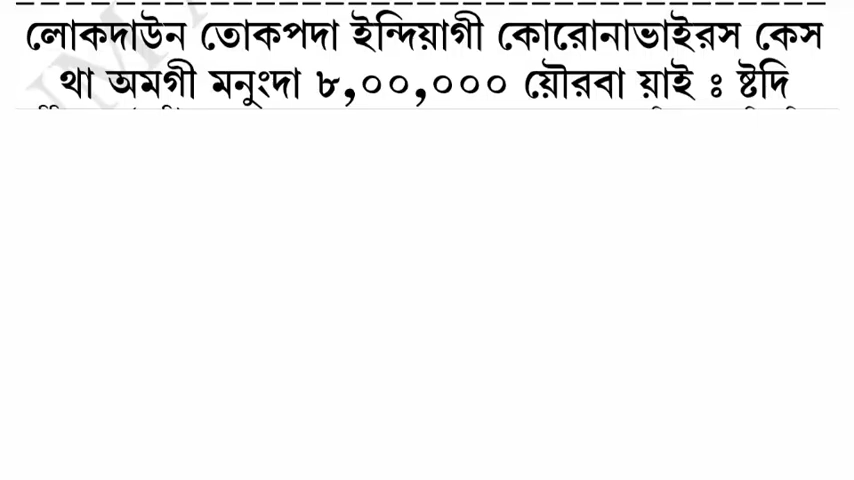 লোকদাউন তোকপদা ইন্দিয়াগী কোরোনাভাইরস কেস
থা অমগী মনুংদা ৮,০০,০০০ য়ৌরবা য়াই ঃ ষ্টদি